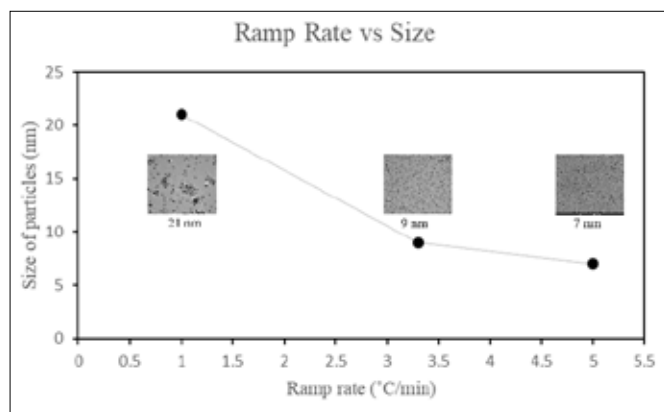 Ramp Rate vs Size
25
20
15
10
5
0
Size of particles (nm)
21 nm
9 nm
7 nm
0 0.5 1 1.5 2 2.5 3 3.5 4 4.5 5 5.5
Ramp rate (˚C/min)